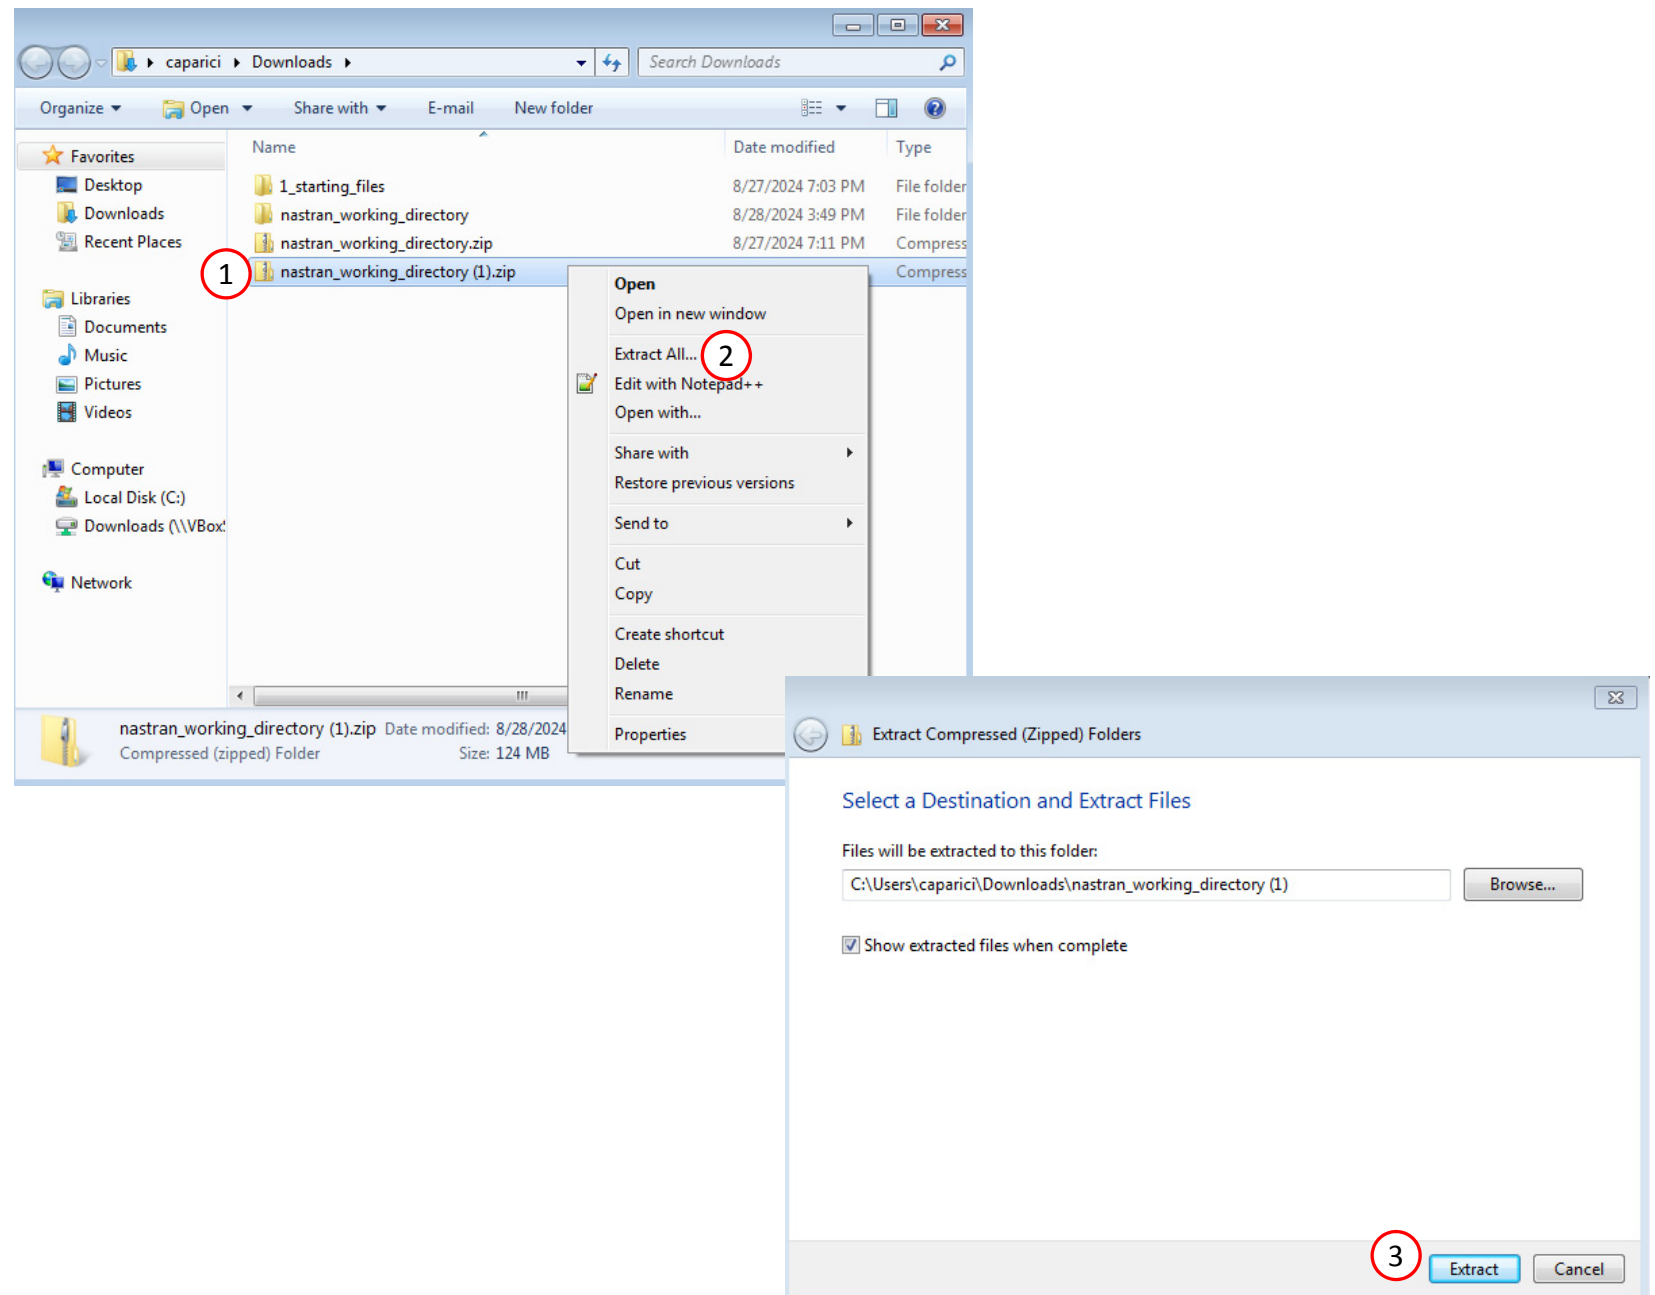 caparici Downloads
Search Downloads
Organize Open Share with E-mail New folder
Name Date modified Type
Favorites
Desktop
Downloads
Recent Places
Libraries
Documents
Music
Pictures
Videos
Computer
Local Disk (C:)
Downloads (\\VBox
Network
1_starting_files 8/27/2024 7:03 PM File folder
nastran_working_directory 8/28/2024 3:49 PM File folder
nastran_working_directory.zip 8/27/2024 7:11 PM Compress
1 nastran_working_directory (1).zip Compress
Open
Open in new window
Extract All... 2
Edit with Notepad++
Open with...
Share with
Restore previous versions
Send to
Cut
Copy
Create shortcut
Delete
Rename
Properties
nastran_working_directory (1).zip Date modified: 8/28/2024
Compressed (zipped) Folder Size: 124 MB
Extract Compressed (Zipped) Folders
Select a Destination and Extract Files
Files will be extracted to this folder:
C:\Users\caparici\Downloads\nastran_working_directory (1) Browse...
Show extracted files when complete
3 Extract Cancel